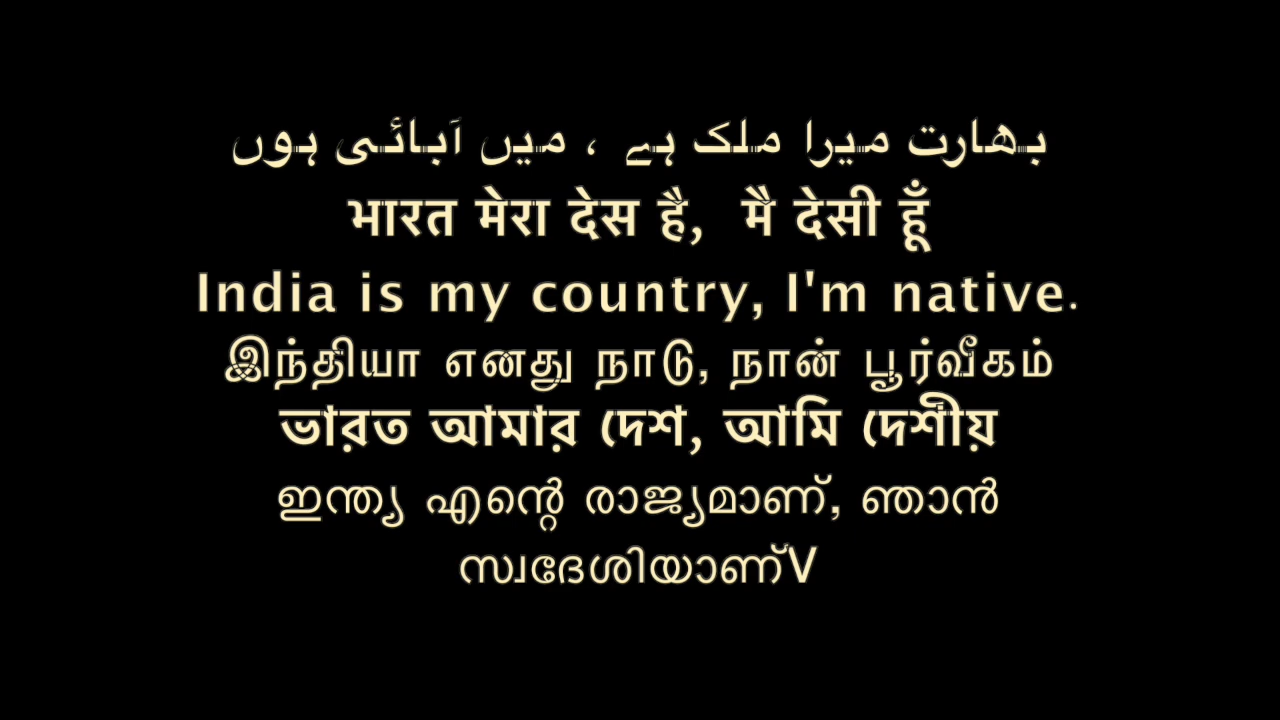 بھارت میرا ملک ہے ، میں آبائی ہوں
भारत मेरा देस है, मै देसी हूँ
India is my country, I'm native.
இந்தியா எனது நாடு, நான் பூர்வீகம்
ভারত আমার দেশ, আমি দেশীয়
ഇന്ത്യ എന്റെ രാജ്യമാണ്, ഞാൻ
സ്വദേശിയാണ്V